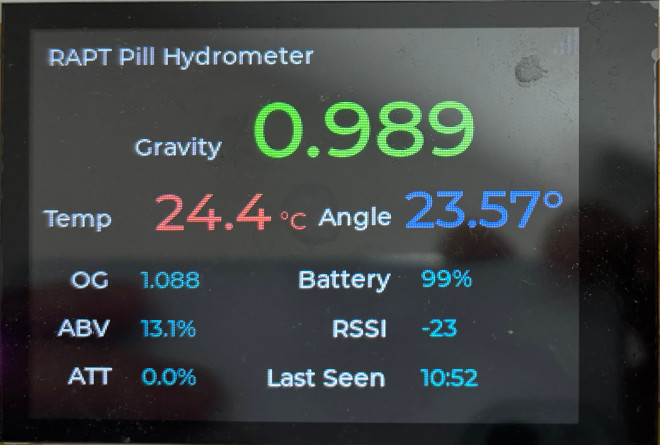 RAPT Pill Hydrometer
Gravity 0.989
Temp 24.4 °C Angle 23.57°
OG 1.088 Battery 99%
ABV 13.1% RSSI -23
ATT 0.0% Last Seen 10:52